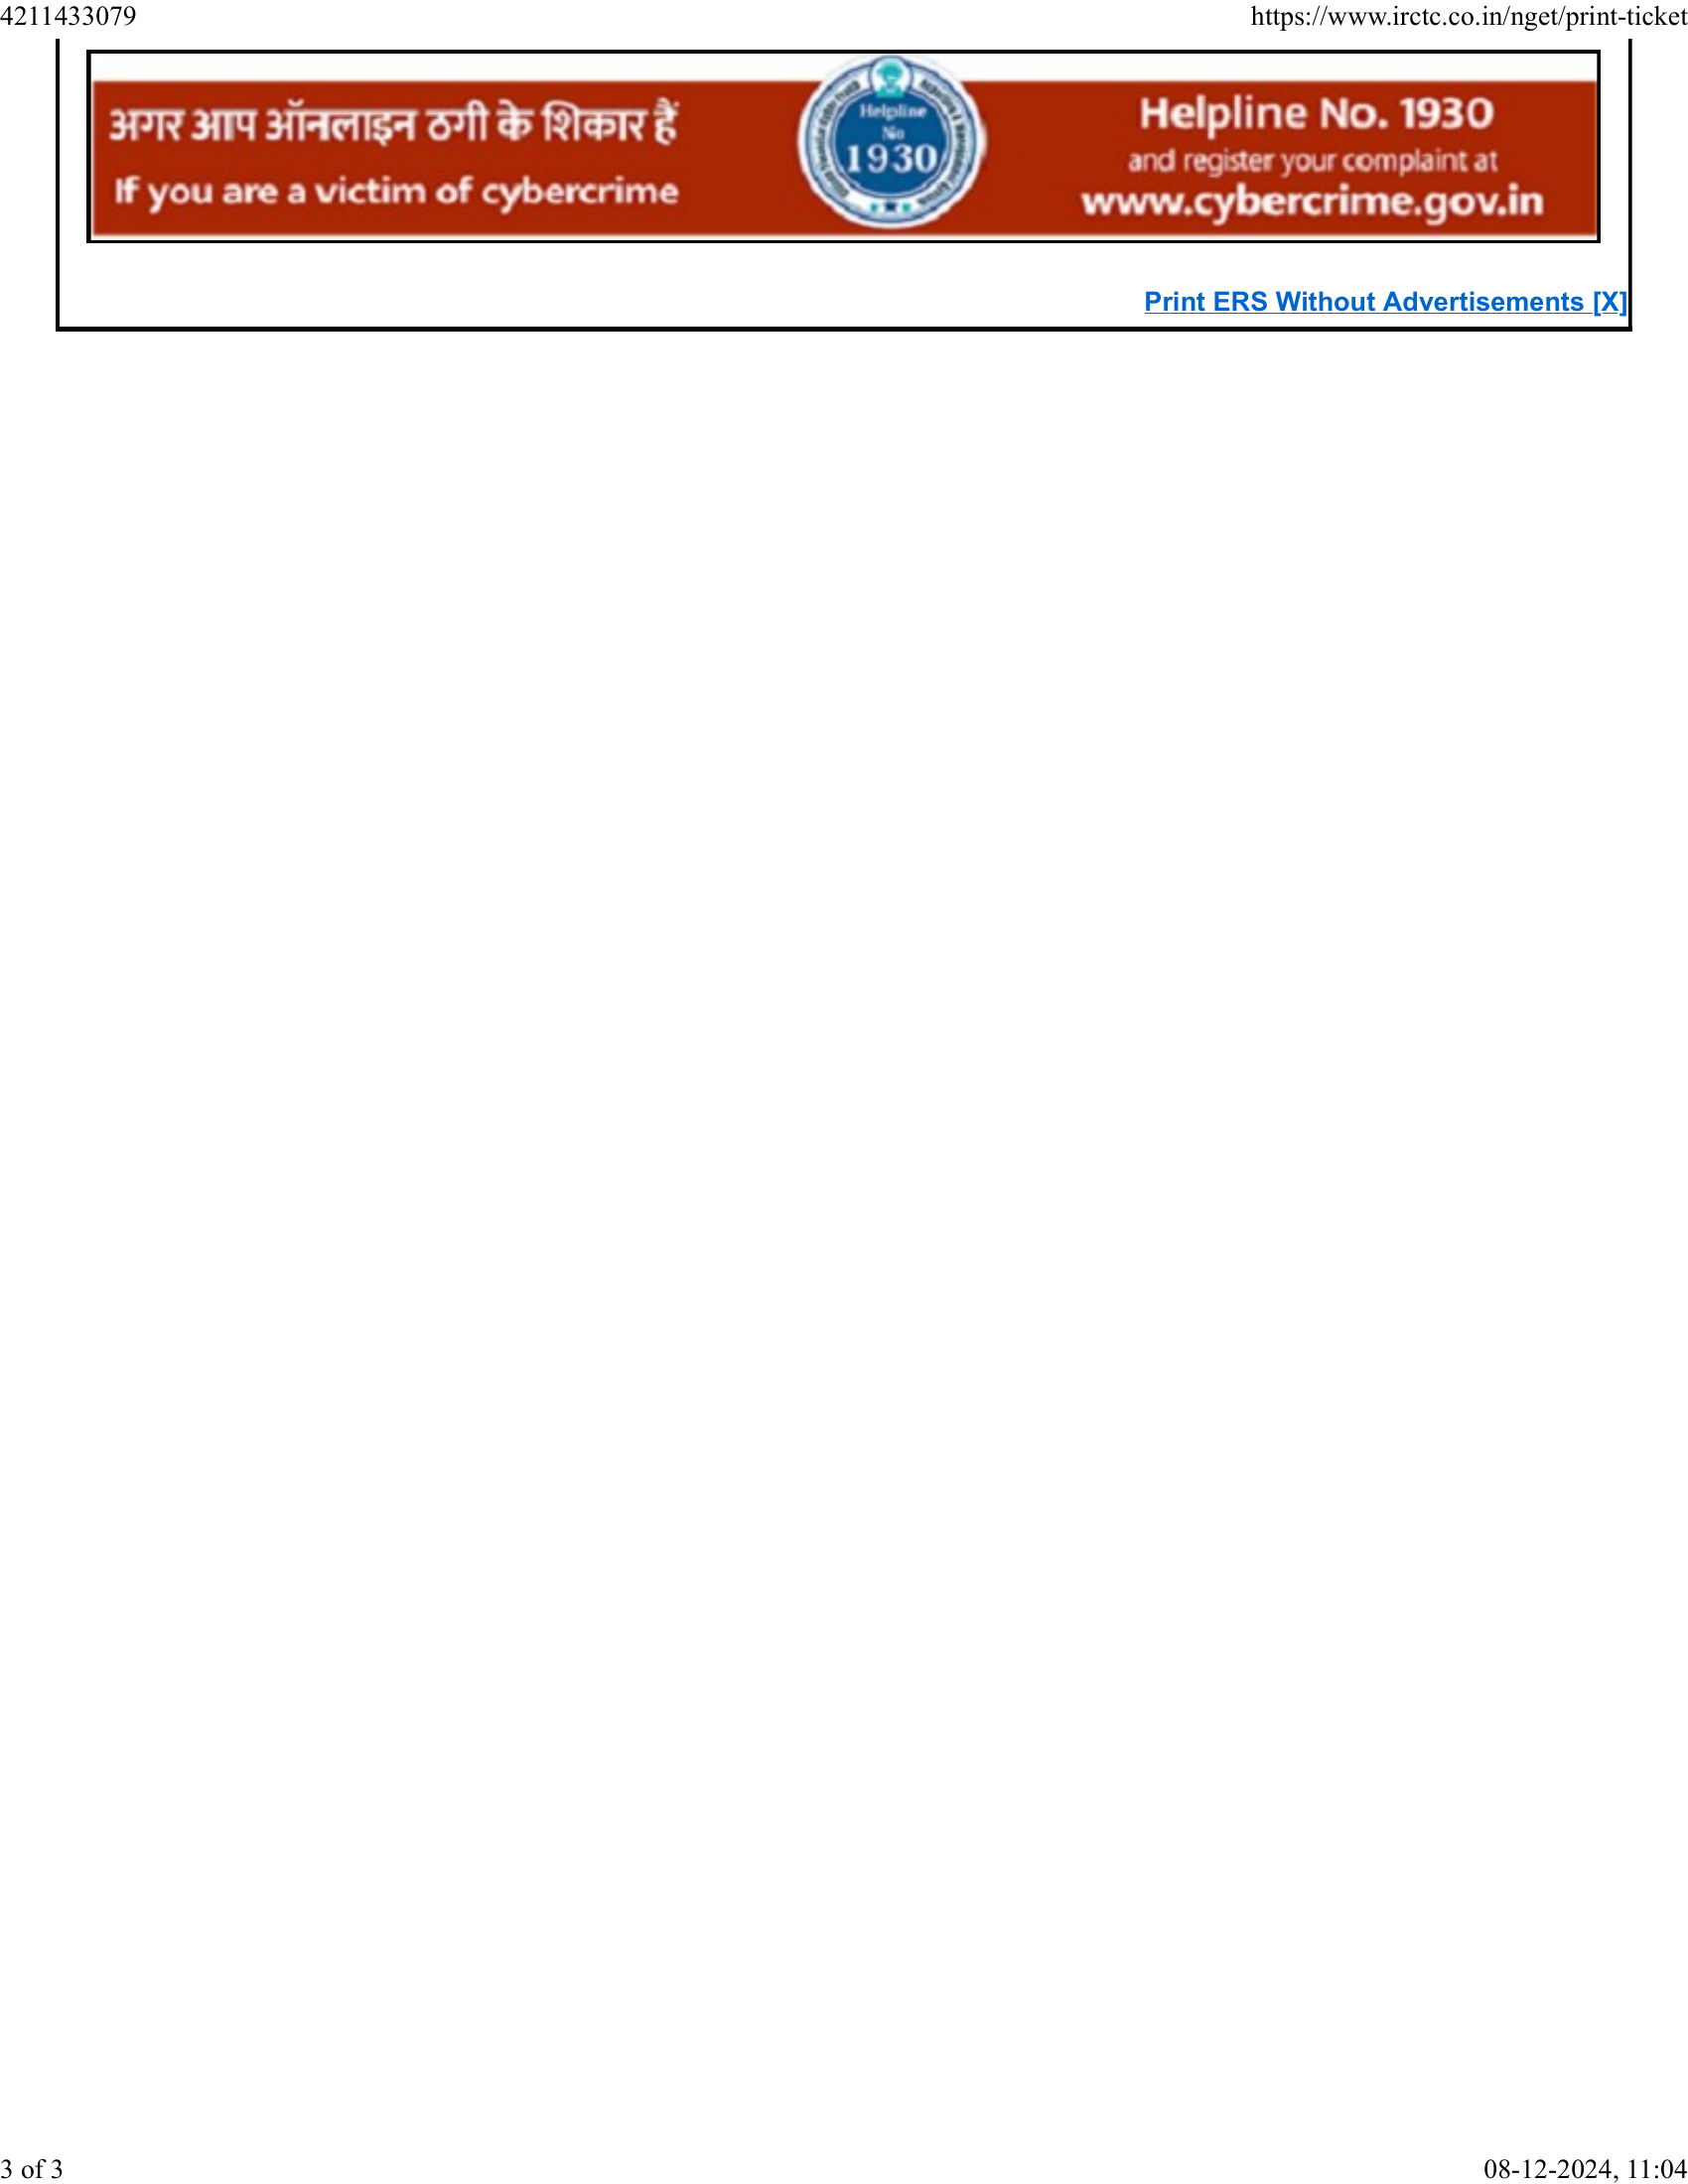 4211433079
https://www.irctc.co.in/nget/print-ticket
अगर आप ऑनलाइन ठगी के शिकार हैं
If you are a victim of cybercrime
Helpline
No
1930
Helpline No. 1930
and register your complaint at
www.cybercrime.gov.in
Print ERS Without Advertisements [X]
3 of 3
08-12-2024, 11:04